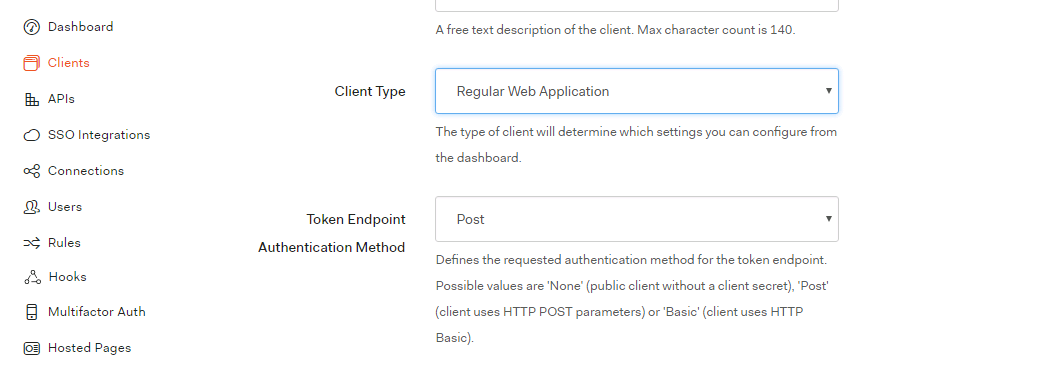 Dashboard
Clients
APIs
SSO Integrations
Connections
Users
Rules
Hooks
Multifactor Auth
Hosted Pages
A free text description of the client. Max character count is 140.
Client Type
Regular Web Application
The type of client will determine which settings you can configure from
the dashboard.
Token Endpoint
Authentication Method
Post
Defines the requested authentication method for the token endpoint.
Possible values are 'None' (public client without a client secret), 'Post'
(client uses HTTP POST parameters) or 'Basic' (client uses HTTP
Basic).